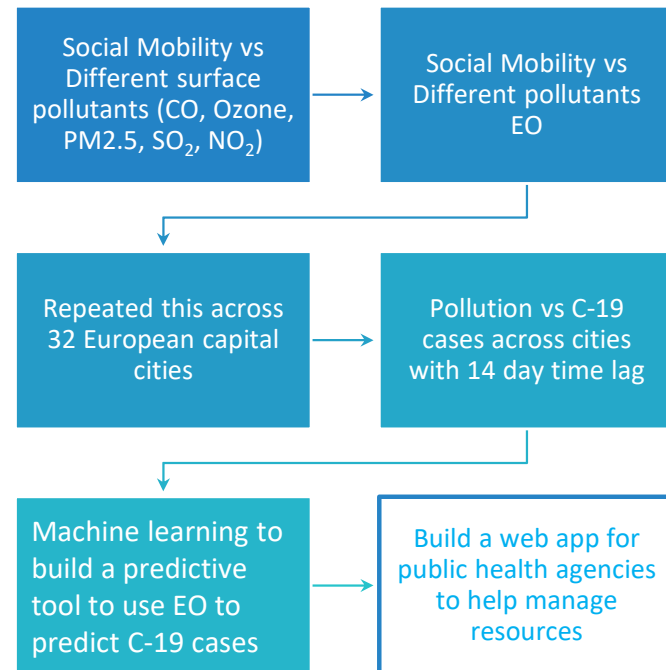 Social Mobility vs
Different surface
pollutants (CO, Ozone,
PM2.5, SO₂, NO₂)
Social Mobility vs
Different pollutants
EO
Repeated this across
32 European capital
cities
Pollution vs C-19
cases across cities
with 14 day time lag
Machine learning to
build a predictive
tool to use EO to
predict C-19 cases
Build a web app for
public health agencies
to help manage
resources